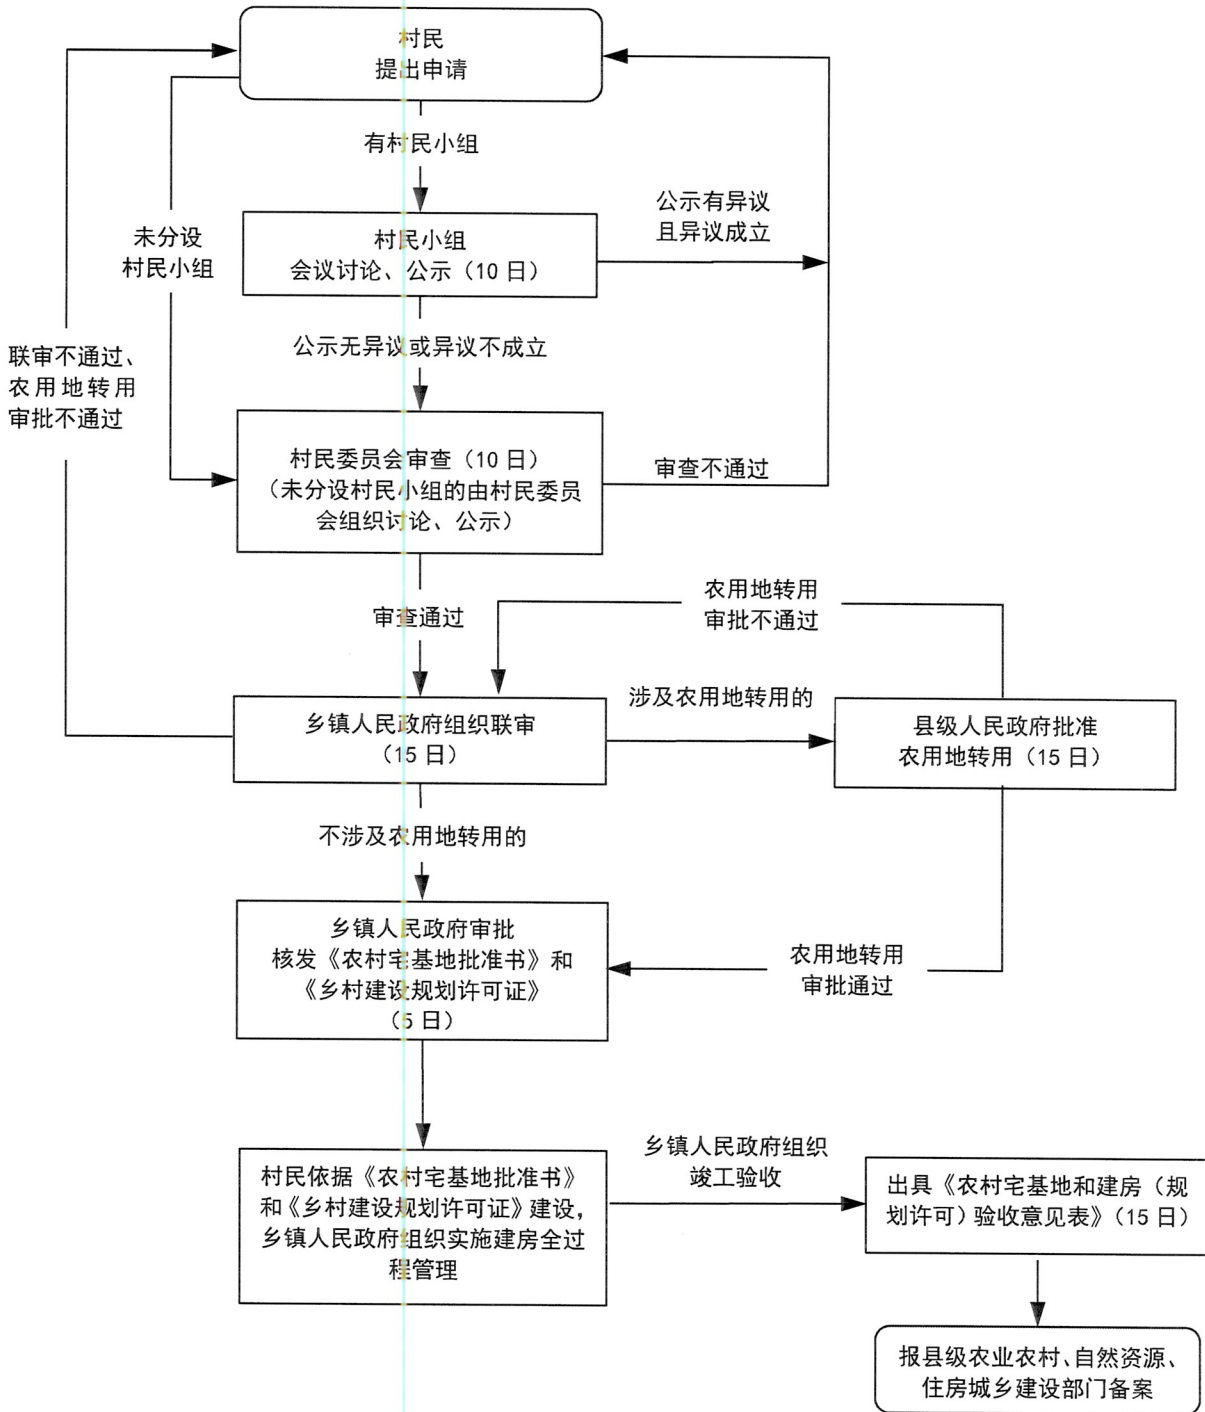 村民
提出申请
有村民小组
公示有异议
且异议成立
未分设
村民小组
村民小组
会议讨论、公示（10 日）
公示无异议或异议不成立
联审不通过、
农用地转用
审批不通过
村民委员会审查（10 日）
（未分设村民小组的由村民委员
会组织讨论、公示）
审查不通过
农用地转用
审批不通过
审查通过
涉及农用地转用的
乡镇人民政府组织联审
（15 日）
县级人民政府批准
农用地转用（15 日）
不涉及农用地转用的
乡镇人民政府审批
核发《农村宅基地批准书》和
《乡村建设规划许可证》
（5 日）
农用地转用
审批通过
乡镇人民政府组织
竣工验收
村民依据《农村宅基地批准书》
和《乡村建设规划许可证》建设，
乡镇人民政府组织实施建房全过
程管理
出具《农村宅基地和建房（规
划许可）验收意见表》（15 日）
报县级农业农村、自然资源、
住房城乡建设部门备案